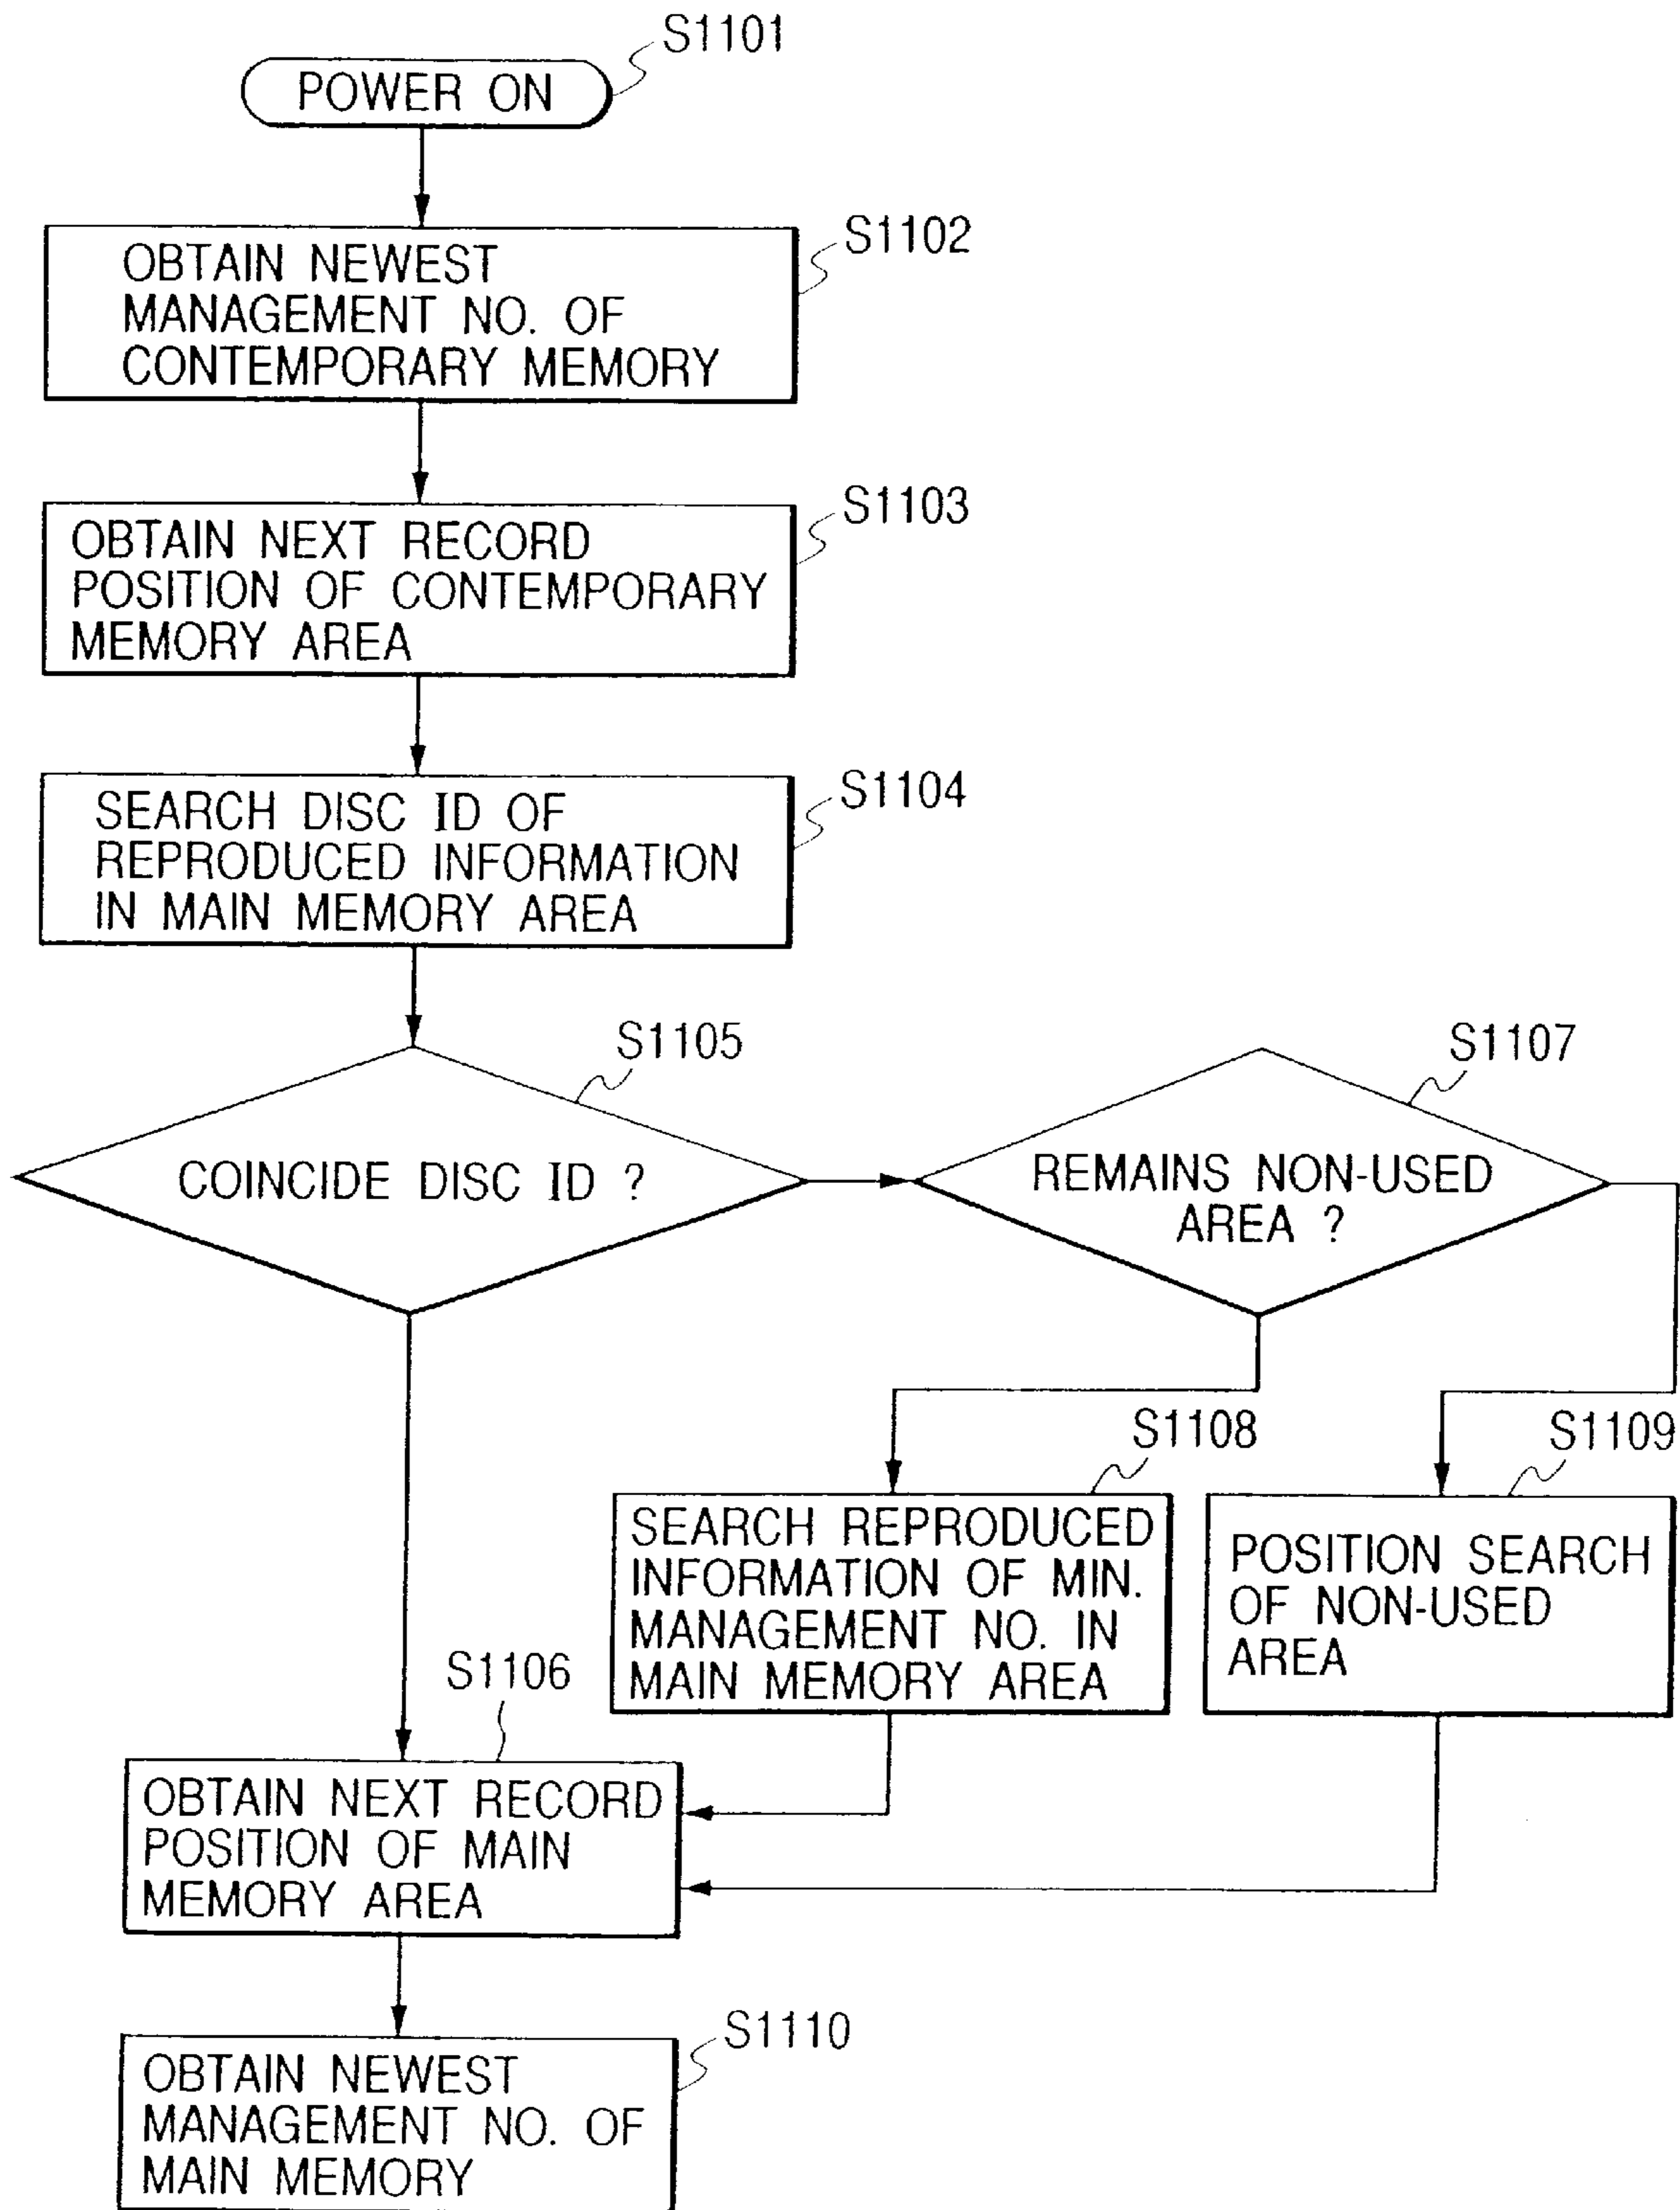 S1101
POWER ON
S1102
OBTAIN NEWEST
MANAGEMENT NO. OF
CONTEMPORARY MEMORY
S1103
OBTAIN NEXT RECORD
POSITION OF CONTEMPORARY
MEMORY AREA
S1104
SEARCH DISC ID OF
REPRODUCED INFORMATION
IN MAIN MEMORY AREA
S1105
COINCIDE DISC ID ?
S1107
REMAINS NON-USED
AREA ?
S1108
SEARCH REPRODUCED
INFORMATION OF MIN.
MANAGEMENT NO. IN
MAIN MEMORY AREA
S1109
POSITION SEARCH
OF NON-USED
AREA
S1106
OBTAIN NEXT RECORD
POSITION OF MAIN
MEMORY AREA
S1110
OBTAIN NEWEST
MANAGEMENT NO. OF
MAIN MEMORY